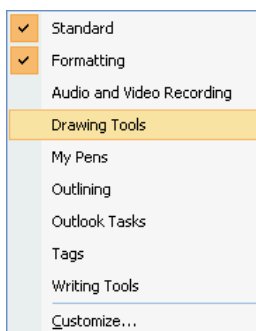 Standard
Formatting
Audio and Video Recording
Drawing Tools
My Pens
Outlining
Outlook Tasks
Tags
Writing Tools
Customize...